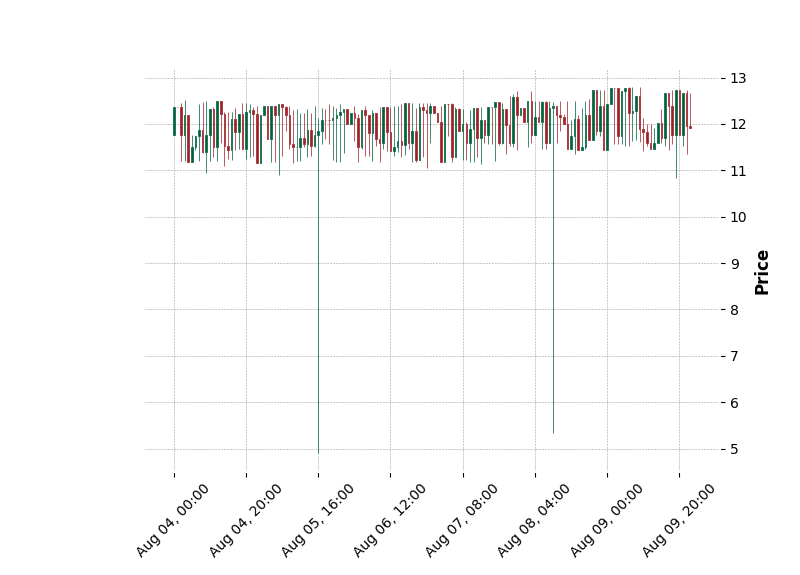 13
12
11
10
9
8
7
6
5
Price
Aug 04, 00:00
Aug 04, 20:00
Aug 05, 16:00
Aug 06, 12:00
Aug 07, 08:00
Aug 08, 04:00
Aug 09, 00:00
Aug 09, 20:00